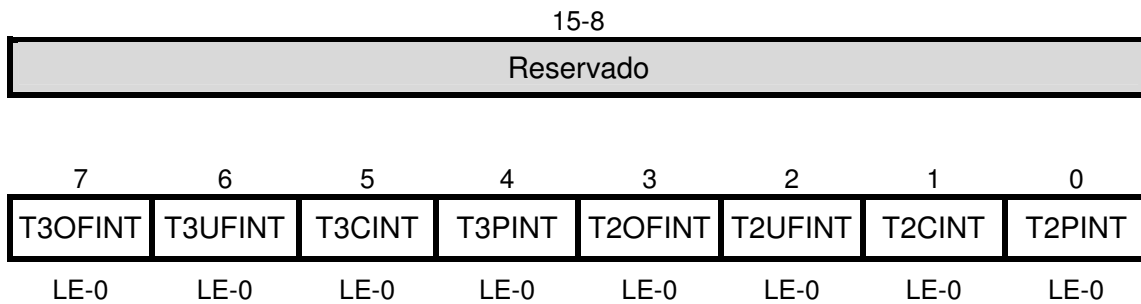 15-8
Reservado
7 6 5 4 3 2 1 0
T3OFINT T3UFINT T3CINT T3PINT T2OFINT T2UFINT T2CINT T2PINT
LE-0 LE-0 LE-0 LE-0 LE-0 LE-0 LE-0 LE-0